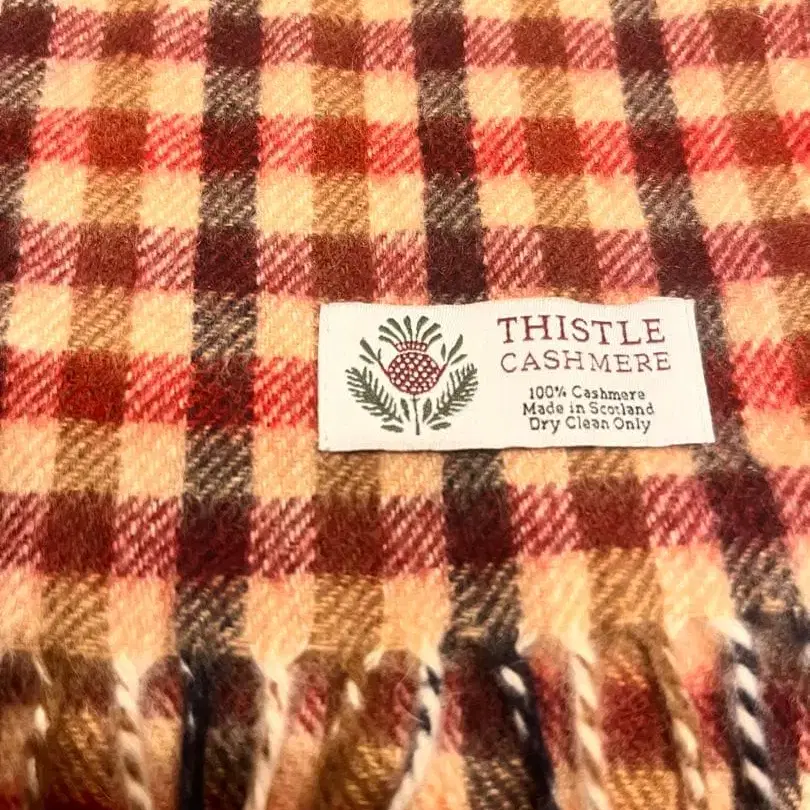 THISTLE
CASHMERE
100% Cashmere
Made in Scotland
Dry Clean Only